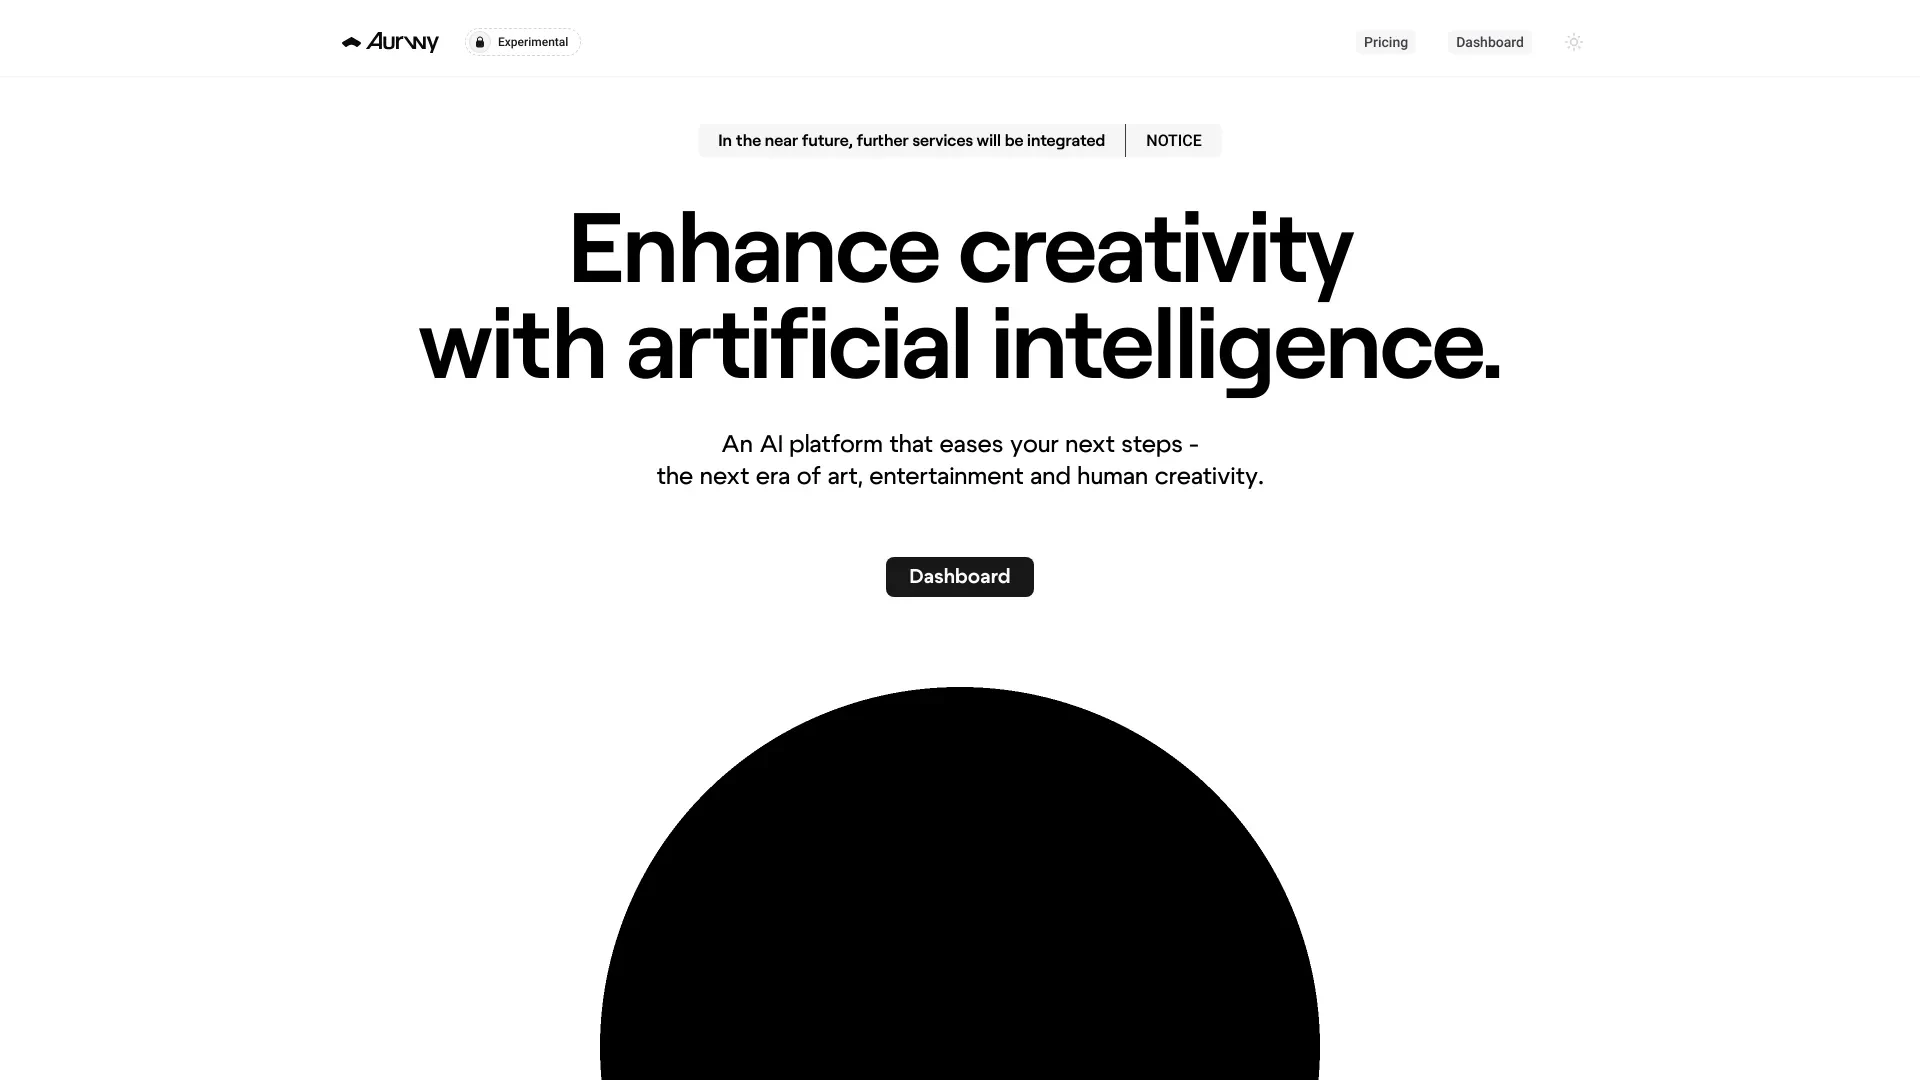 Aurwy
Experimental
Pricing
Dashboard
In the near future, further services will be integrated
NOTICE
Enhance creativity
with artificial intelligence.
An AI platform that eases your next steps -
the next era of art, entertainment and human creativity.
Dashboard